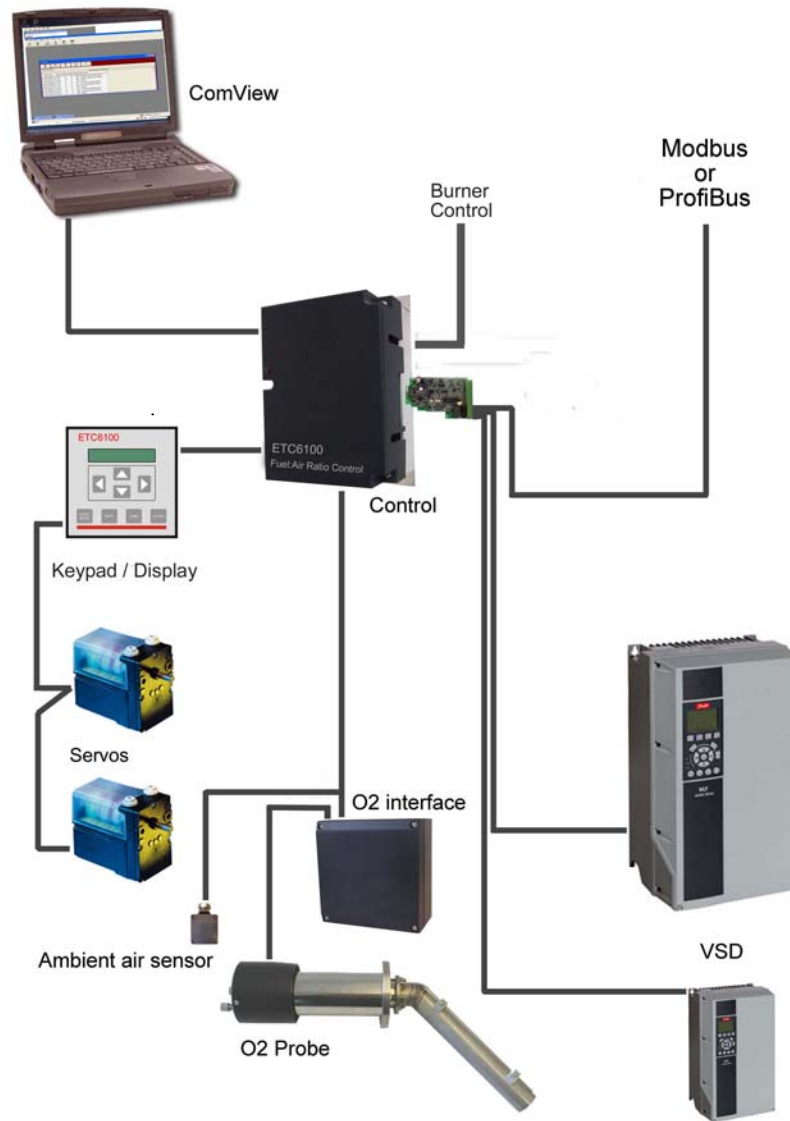 ComView
Modbus
or
ProfiBus
Burner
Control
ETC6100
Fuel:Air Ratio Control
Control
ETC6100
Keypad / Display
Servos
O2 interface
Ambient air sensor
VSD
O2 Probe